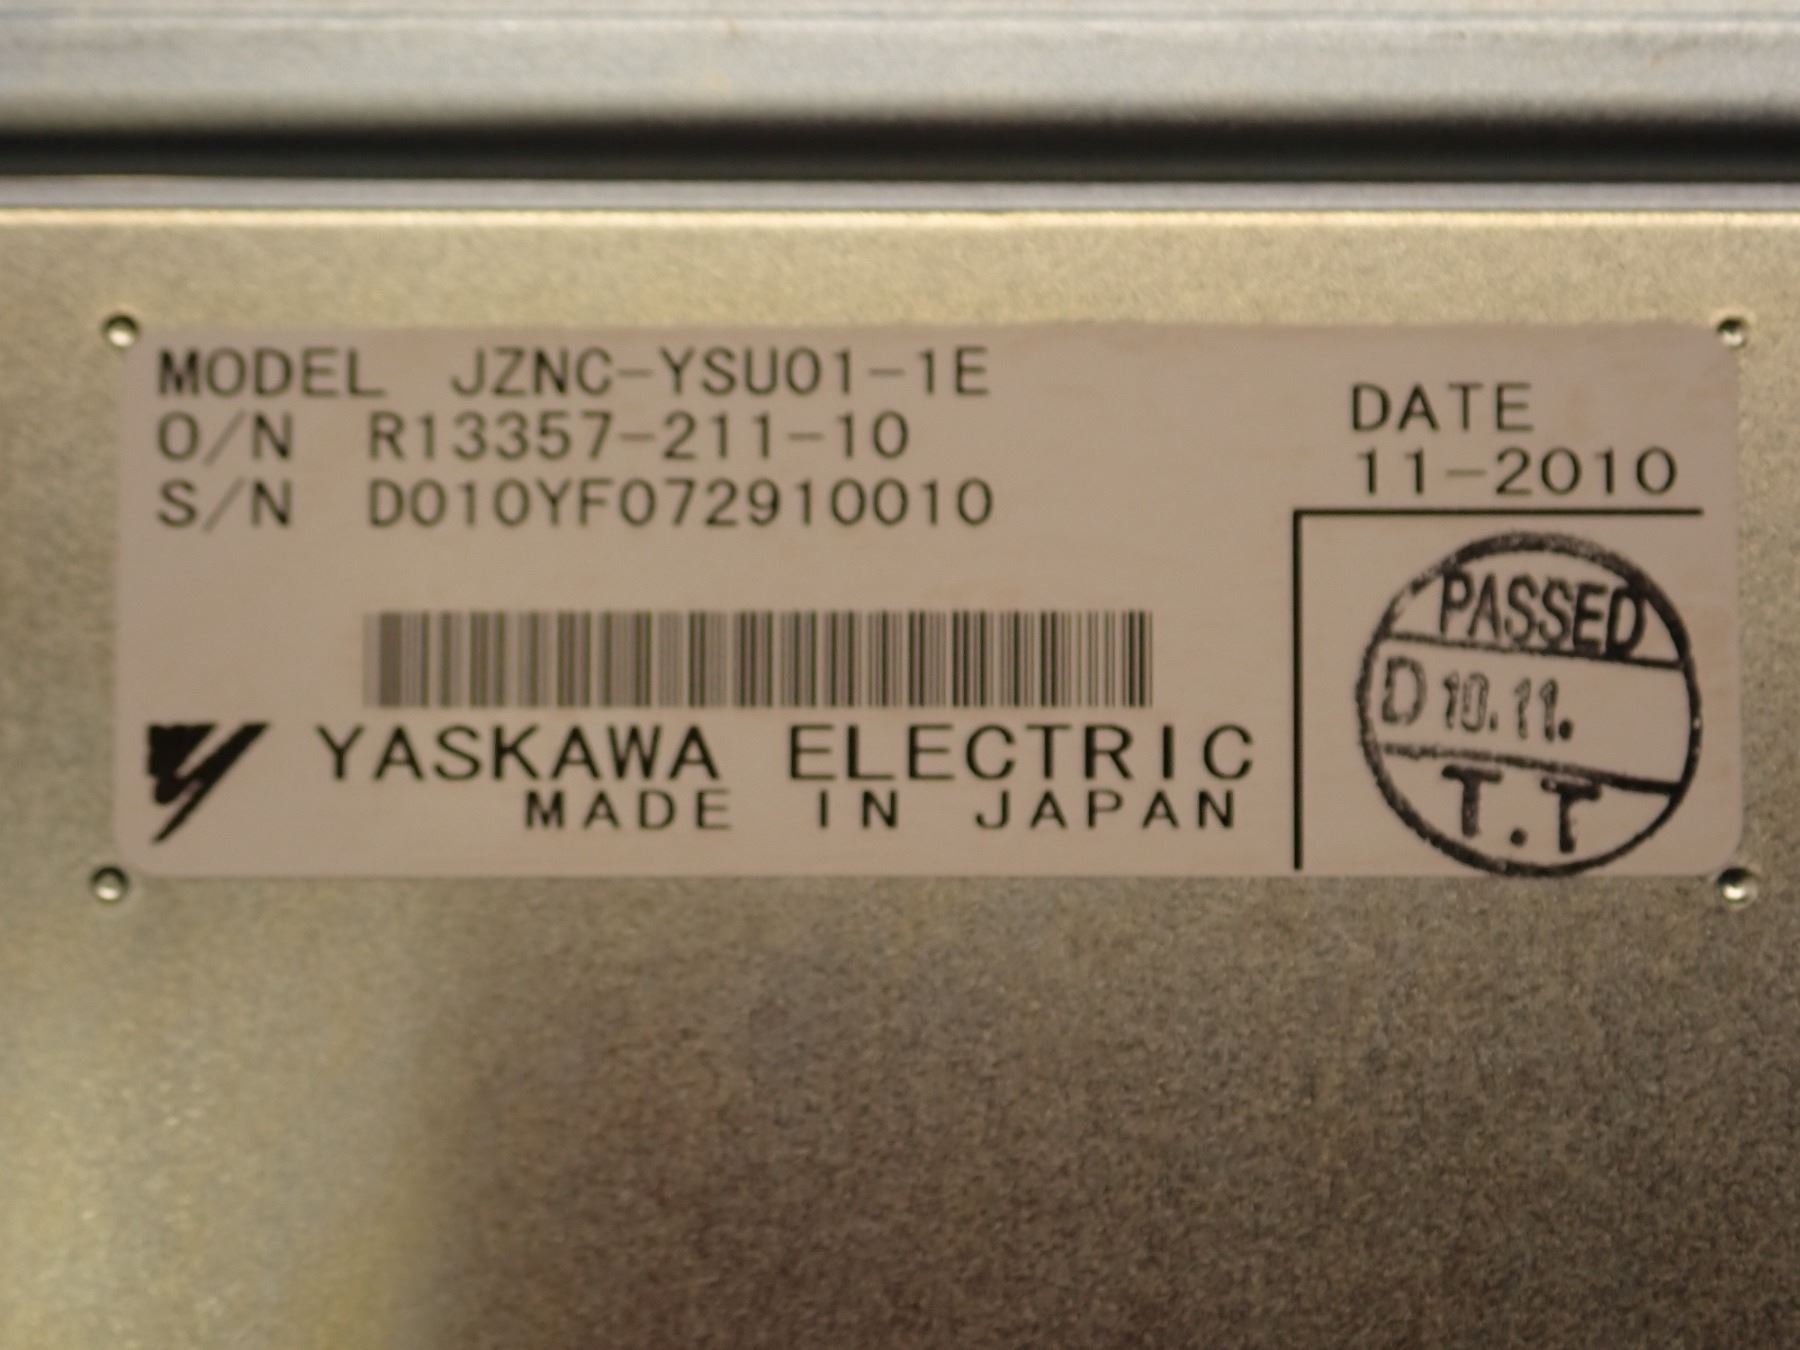 MODEL JZNC-YSU01-1E
O/N R13357-211-10
S/N D010YF072910010
DATE
11-2010
PASSED
D 10.11.
T.T
YASKAWA ELECTRIC
MADE IN JAPAN